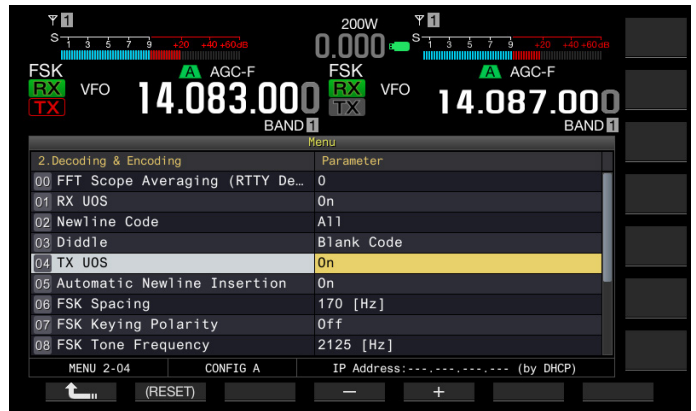 1 200W 1
S 1 3 5 7 9 +20 +40 +60dB 0.000 S 1 3 5 7 9 +20 +40 +60dB
FSK A AGC-F FSK A AGC-F
RX VFO 14.083.000 RX VFO 14.087.000
TX TX
BAND 1 BAND 1
Menu
2.Decoding & Encoding Parameter
00 FFT Scope Averaging (RTTY De… 0
01 RX UOS On
02 Newline Code All
03 Diddle Blank Code
04 TX UOS On
05 Automatic Newline Insertion On
06 FSK Spacing 170 [Hz]
07 FSK Keying Polarity Off
08 FSK Tone Frequency 2125 [Hz]
MENU 2-04 CONFIG A IP Address:---.---.---.--- (by DHCP)
(RESET) − +